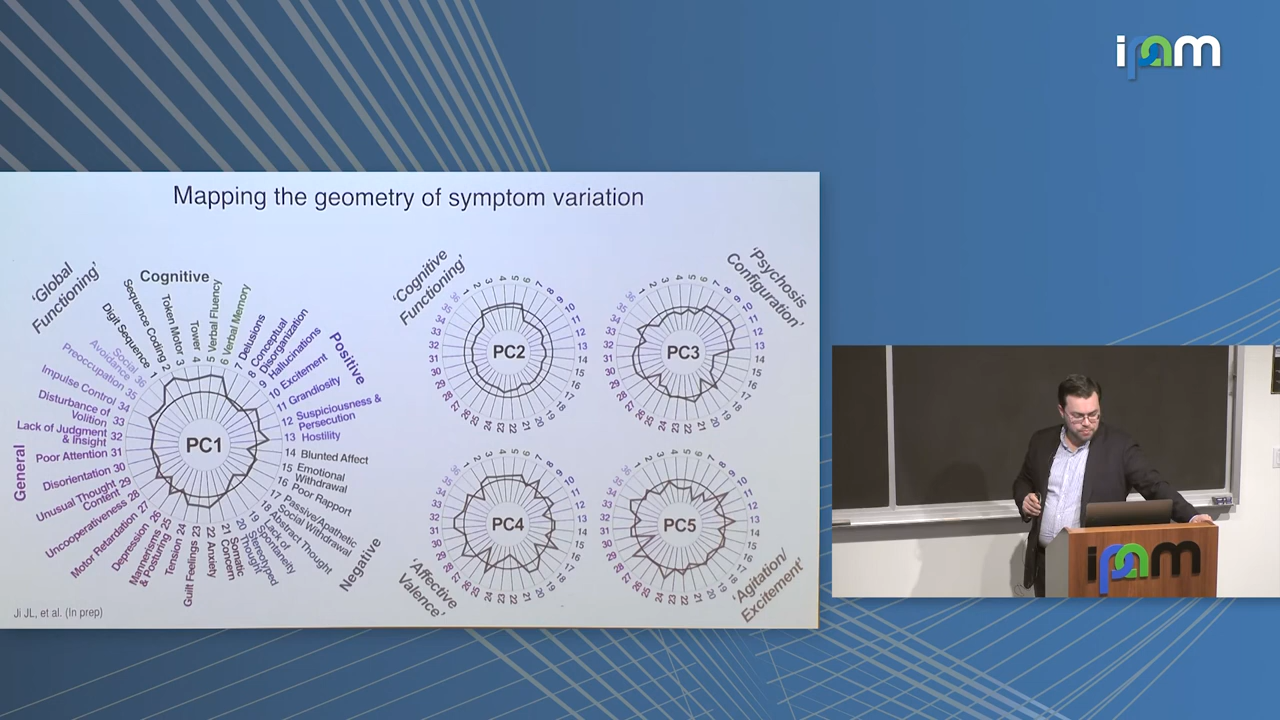 ipam
Mapping the geometry of symptom variation
'Global
Functioning'
Cognitive
Digit Sequence
Sequence Coding 2
Token Motor 3
Tower 4
5 Verbal Fluency
6 Verbal Memory
7 Delusions
8 Conceptual
Disorganization
9 Hallucinations
10 Excitement
11 Grandiosity
12 Suspiciousness &
Persecution
13 Hostility
14 Blunted Affect
15 Emotional
Withdrawal
16 Poor Rapport
17 Passive/Apathetic
Social Withdrawal
18 Abstract Thought
19 Lack of
Spontaneity
20 Stereotyped
Thought
21 Somatic
Concern
22 Anxiety
Guilt Feelings 23
Tension 24
Mannerisms 25
& Posturing
Depression 26
Motor Retardation 27
Uncooperativeness 28
Unusual Thought 29
Content
Disorientation 30
Poor Attention 31
Lack of Judgment 32
& Insight
Disturbance of 33
Volition
Impulse Control 34
Preoccupation 35
Social 36
Avoidance
Positive
Negative
General
PC1
'Cognitive
Functioning'
PC2
'Psychosis
Configuration'
PC3
'Affective
Valence'
PC4
'Agitation/
Excitement'
PC5
Ji JL, et al. (In prep)
ipam